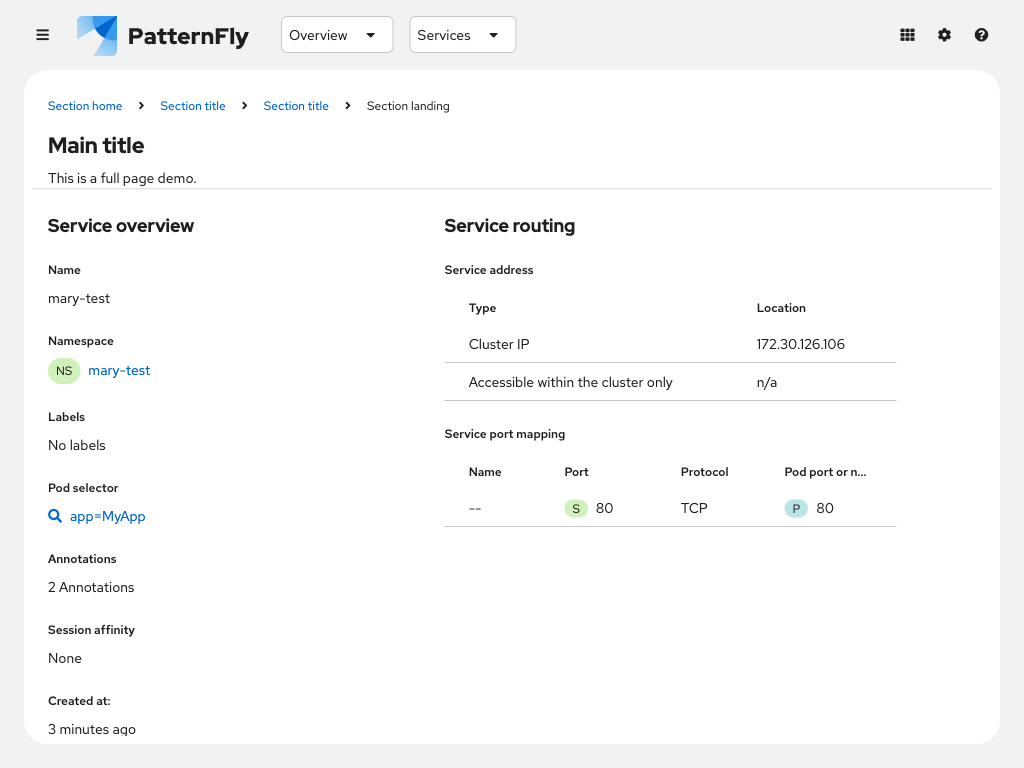 PatternFly
Overview
Services
Section home
Section title
Section title
Section landing
Main title
This is a full page demo.
Service overview
Name
mary-test
Namespace
NS mary-test
Labels
No labels
Pod selector
app=MyApp
Annotations
2 Annotations
Session affinity
None
Created at:
3 minutes ago
Service routing
Service address
Type Location
Cluster IP 172.30.126.106
Accessible within the cluster only n/a
Service port mapping
Name Port Protocol Pod port or n...
-- S 80 TCP P 80